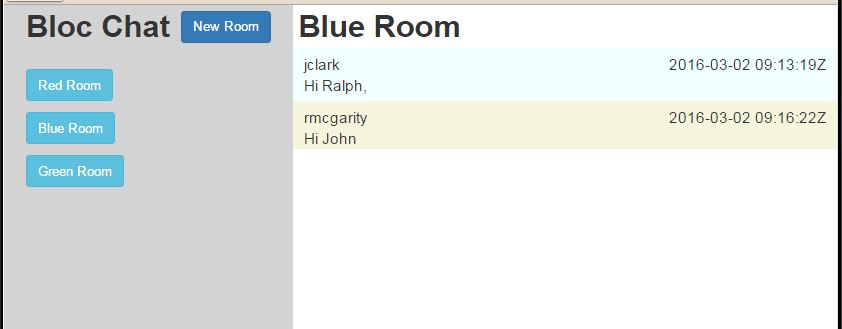 Bloc Chat New Room
Red Room
Blue Room
Green Room
Blue Room
jclark 2016-03-02 09:13:19Z
Hi Ralph,
rmcgarity 2016-03-02 09:16:22Z
Hi John